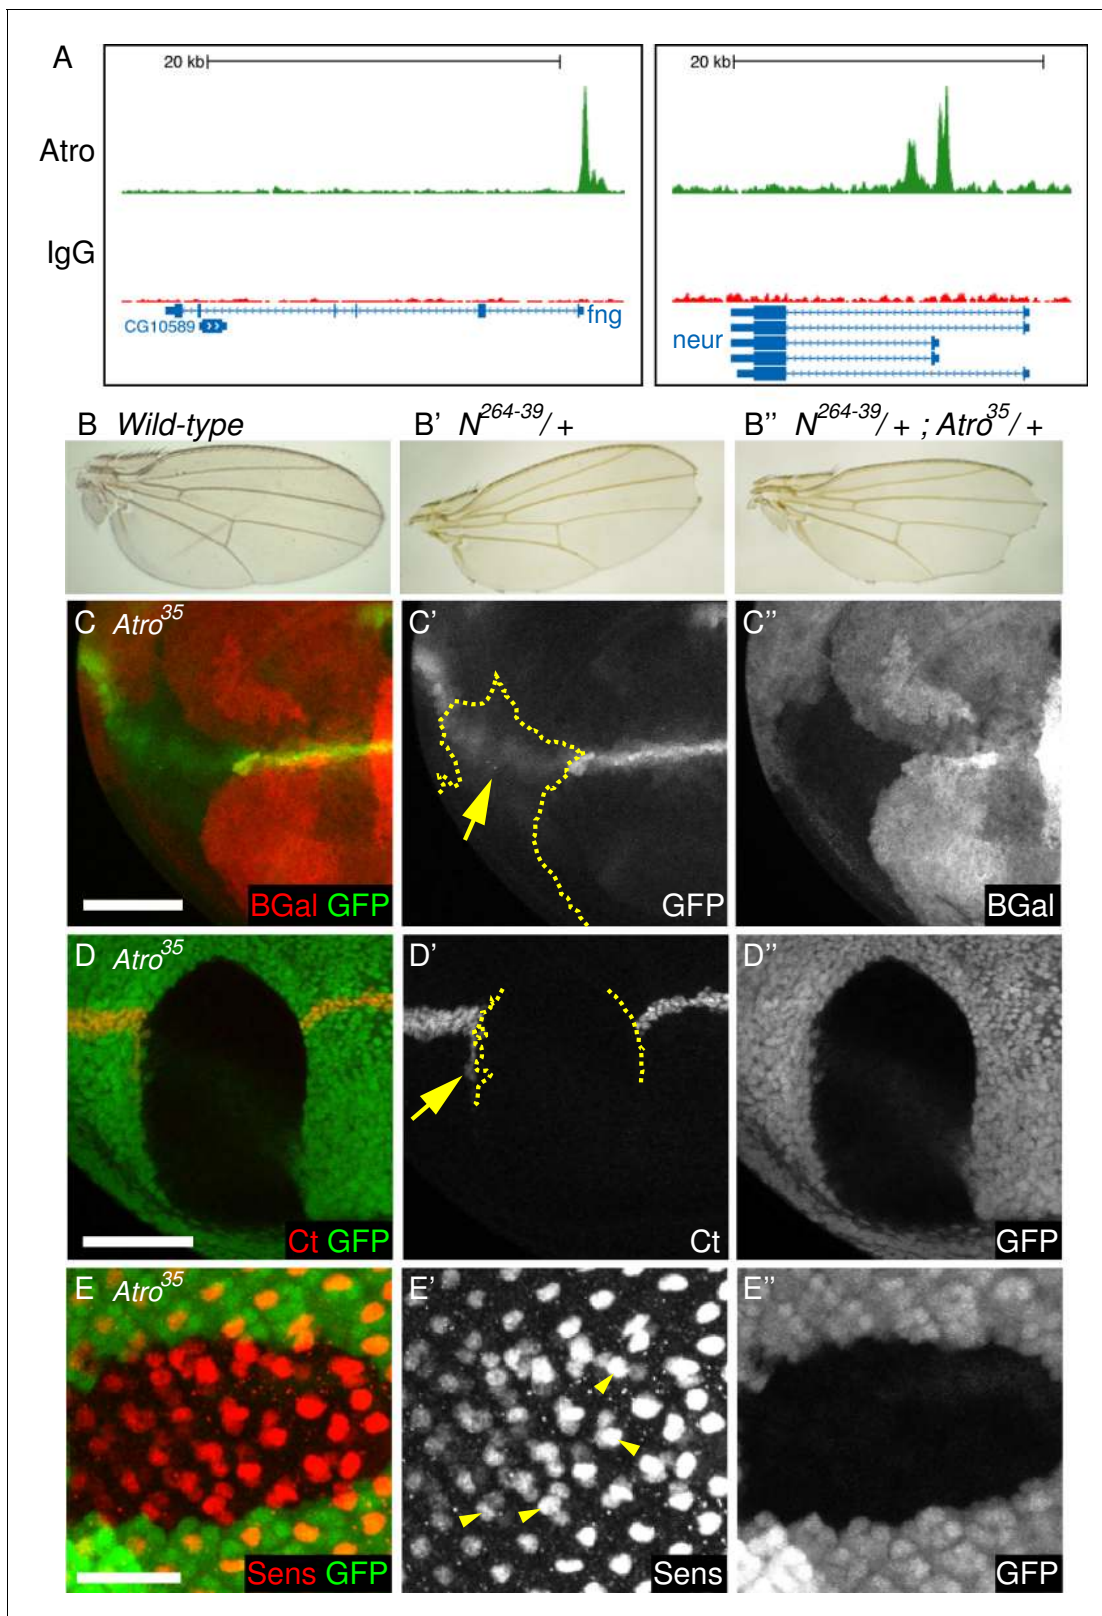 A
20 kb
20 kb
Atro
IgG
fng
CG10589
neur
B Wild-type
B' N264-39/ +
B" N264-39/ + ; Atro35/ +
C Atro35
BGal GFP
C'
GFP
C"
BGal
D Atro35
Ct GFP
D'
Ct
D"
GFP
E Atro35
Sens GFP
E'
Sens
E"
GFP